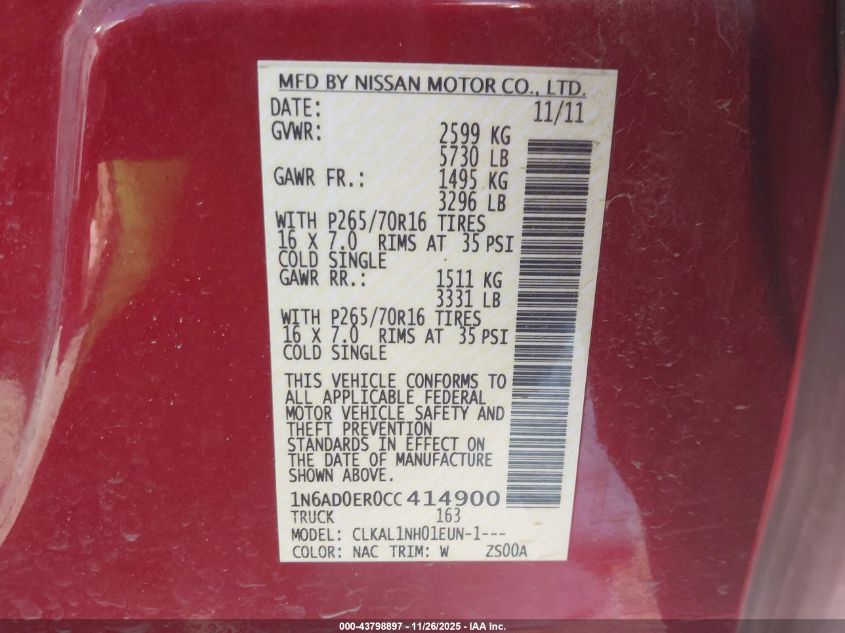 MFD BY NISSAN MOTOR CO., LTD.
DATE: 11/11
GVWR: 2599 KG
5730 LB
GAWR FR.: 1495 KG
3296 LB
WITH P265/70R16 TIRES
16 X 7.0 RIMS AT 35 PSI
COLD SINGLE
GAWR RR.: 1511 KG
3331 LB
WITH P265/70R16 TIRES
16 X 7.0 RIMS AT 35 PSI
COLD SINGLE
THIS VEHICLE CONFORMS TO
ALL APPLICABLE FEDERAL
MOTOR VEHICLE SAFETY AND
THEFT PREVENTION
STANDARDS IN EFFECT ON
THE DATE OF MANUFACTURE
SHOWN ABOVE.
1N6AD0ER0CC414900
TRUCK 163
MODEL: CLKAL1NH01EUN-1---
COLOR: NAC TRIM: W ZS00A
000-43798897 - 11/26/2025 - IAA Inc.